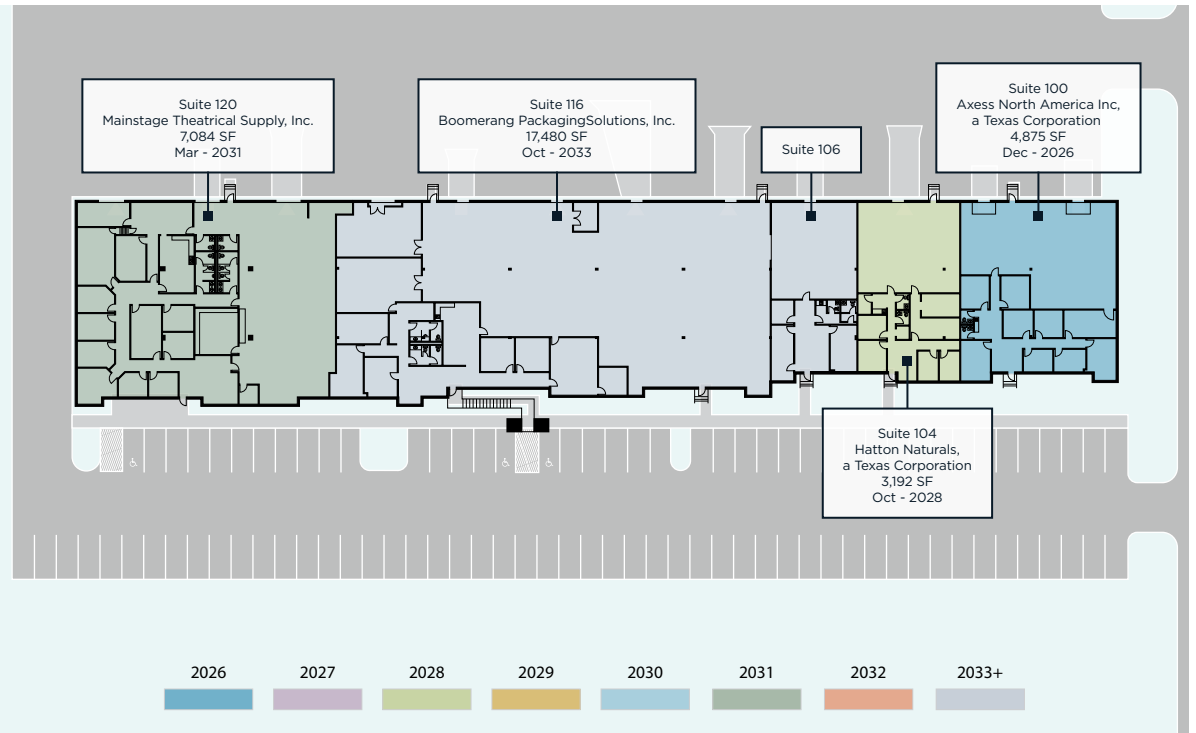 Suite 120
Mainstage Theatrical Supply, Inc.
7,084 SF
Mar - 2031
Suite 116
Boomerang PackagingSolutions, Inc.
17,480 SF
Oct - 2033
Suite 106
Suite 100
Axess North America Inc,
a Texas Corporation
4,875 SF
Dec - 2026
Suite 104
Hatton Naturals,
a Texas Corporation
3,192 SF
Oct - 2028
2026
2027
2028
2029
2030
2031
2032
2033+